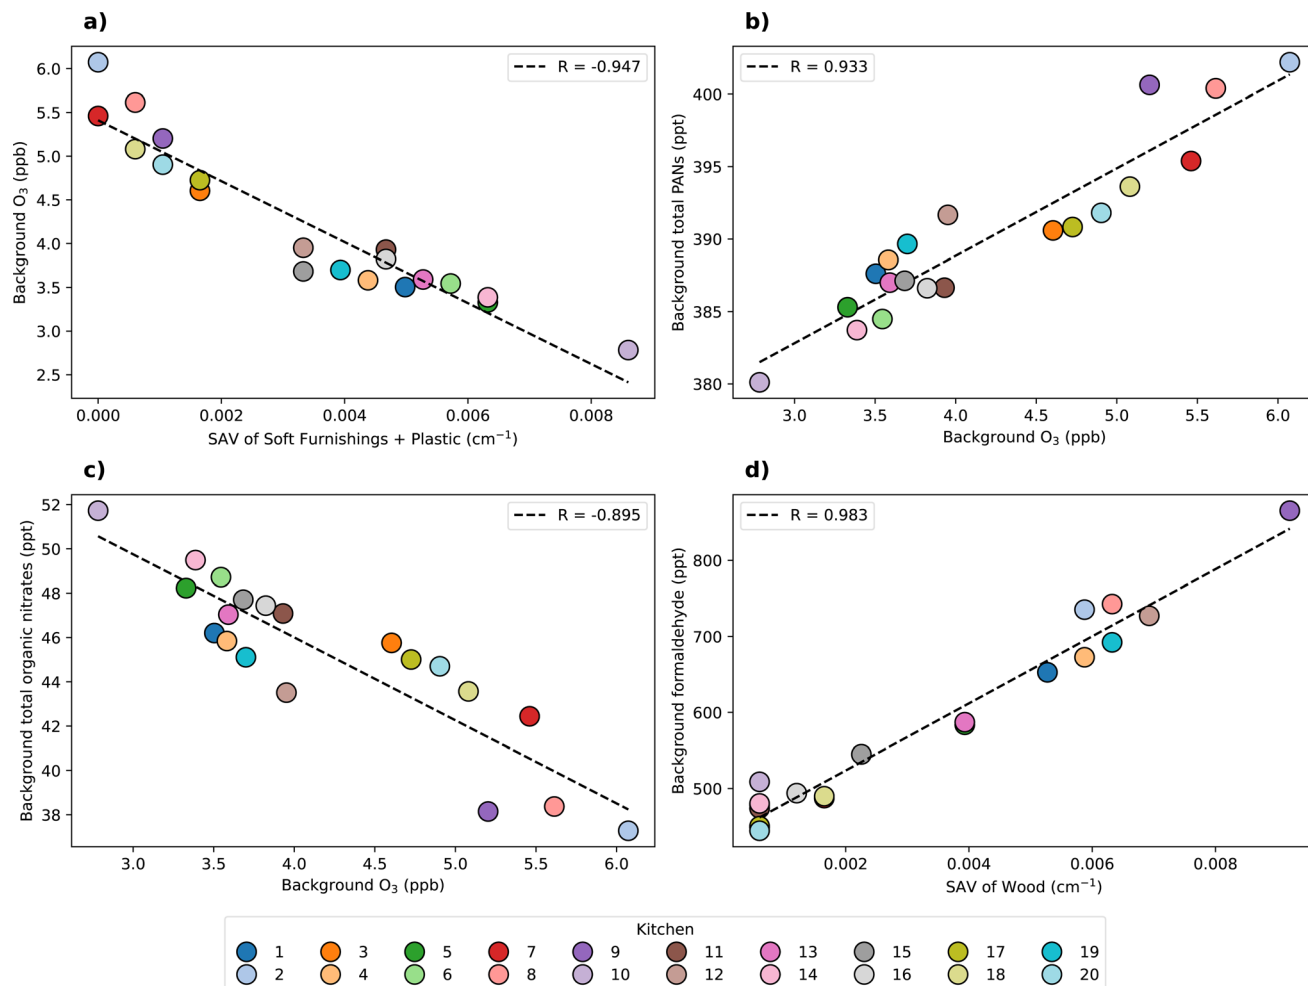 a)
R = -0.947
Background O₃ (ppb)
6.0
5.5
5.0
4.5
4.0
3.5
3.0
2.5
0.000 0.002 0.004 0.006 0.008
SAV of Soft Furnishings + Plastic (cm⁻¹)
b)
R = 0.933
Background total PANs (ppt)
400
395
390
385
380
3.0 3.5 4.0 4.5 5.0 5.5 6.0
Background O₃ (ppb)
c)
R = -0.895
Background total organic nitrates (ppt)
52
50
48
46
44
42
40
38
3.0 3.5 4.0 4.5 5.0 5.5 6.0
Background O₃ (ppb)
d)
R = 0.983
Background formaldehyde (ppt)
800
700
600
500
0.002 0.004 0.006 0.008
SAV of Wood (cm⁻¹)
Kitchen
1 3 5 7 9 11 13 15 17 19
2 4 6 8 10 12 14 16 18 20